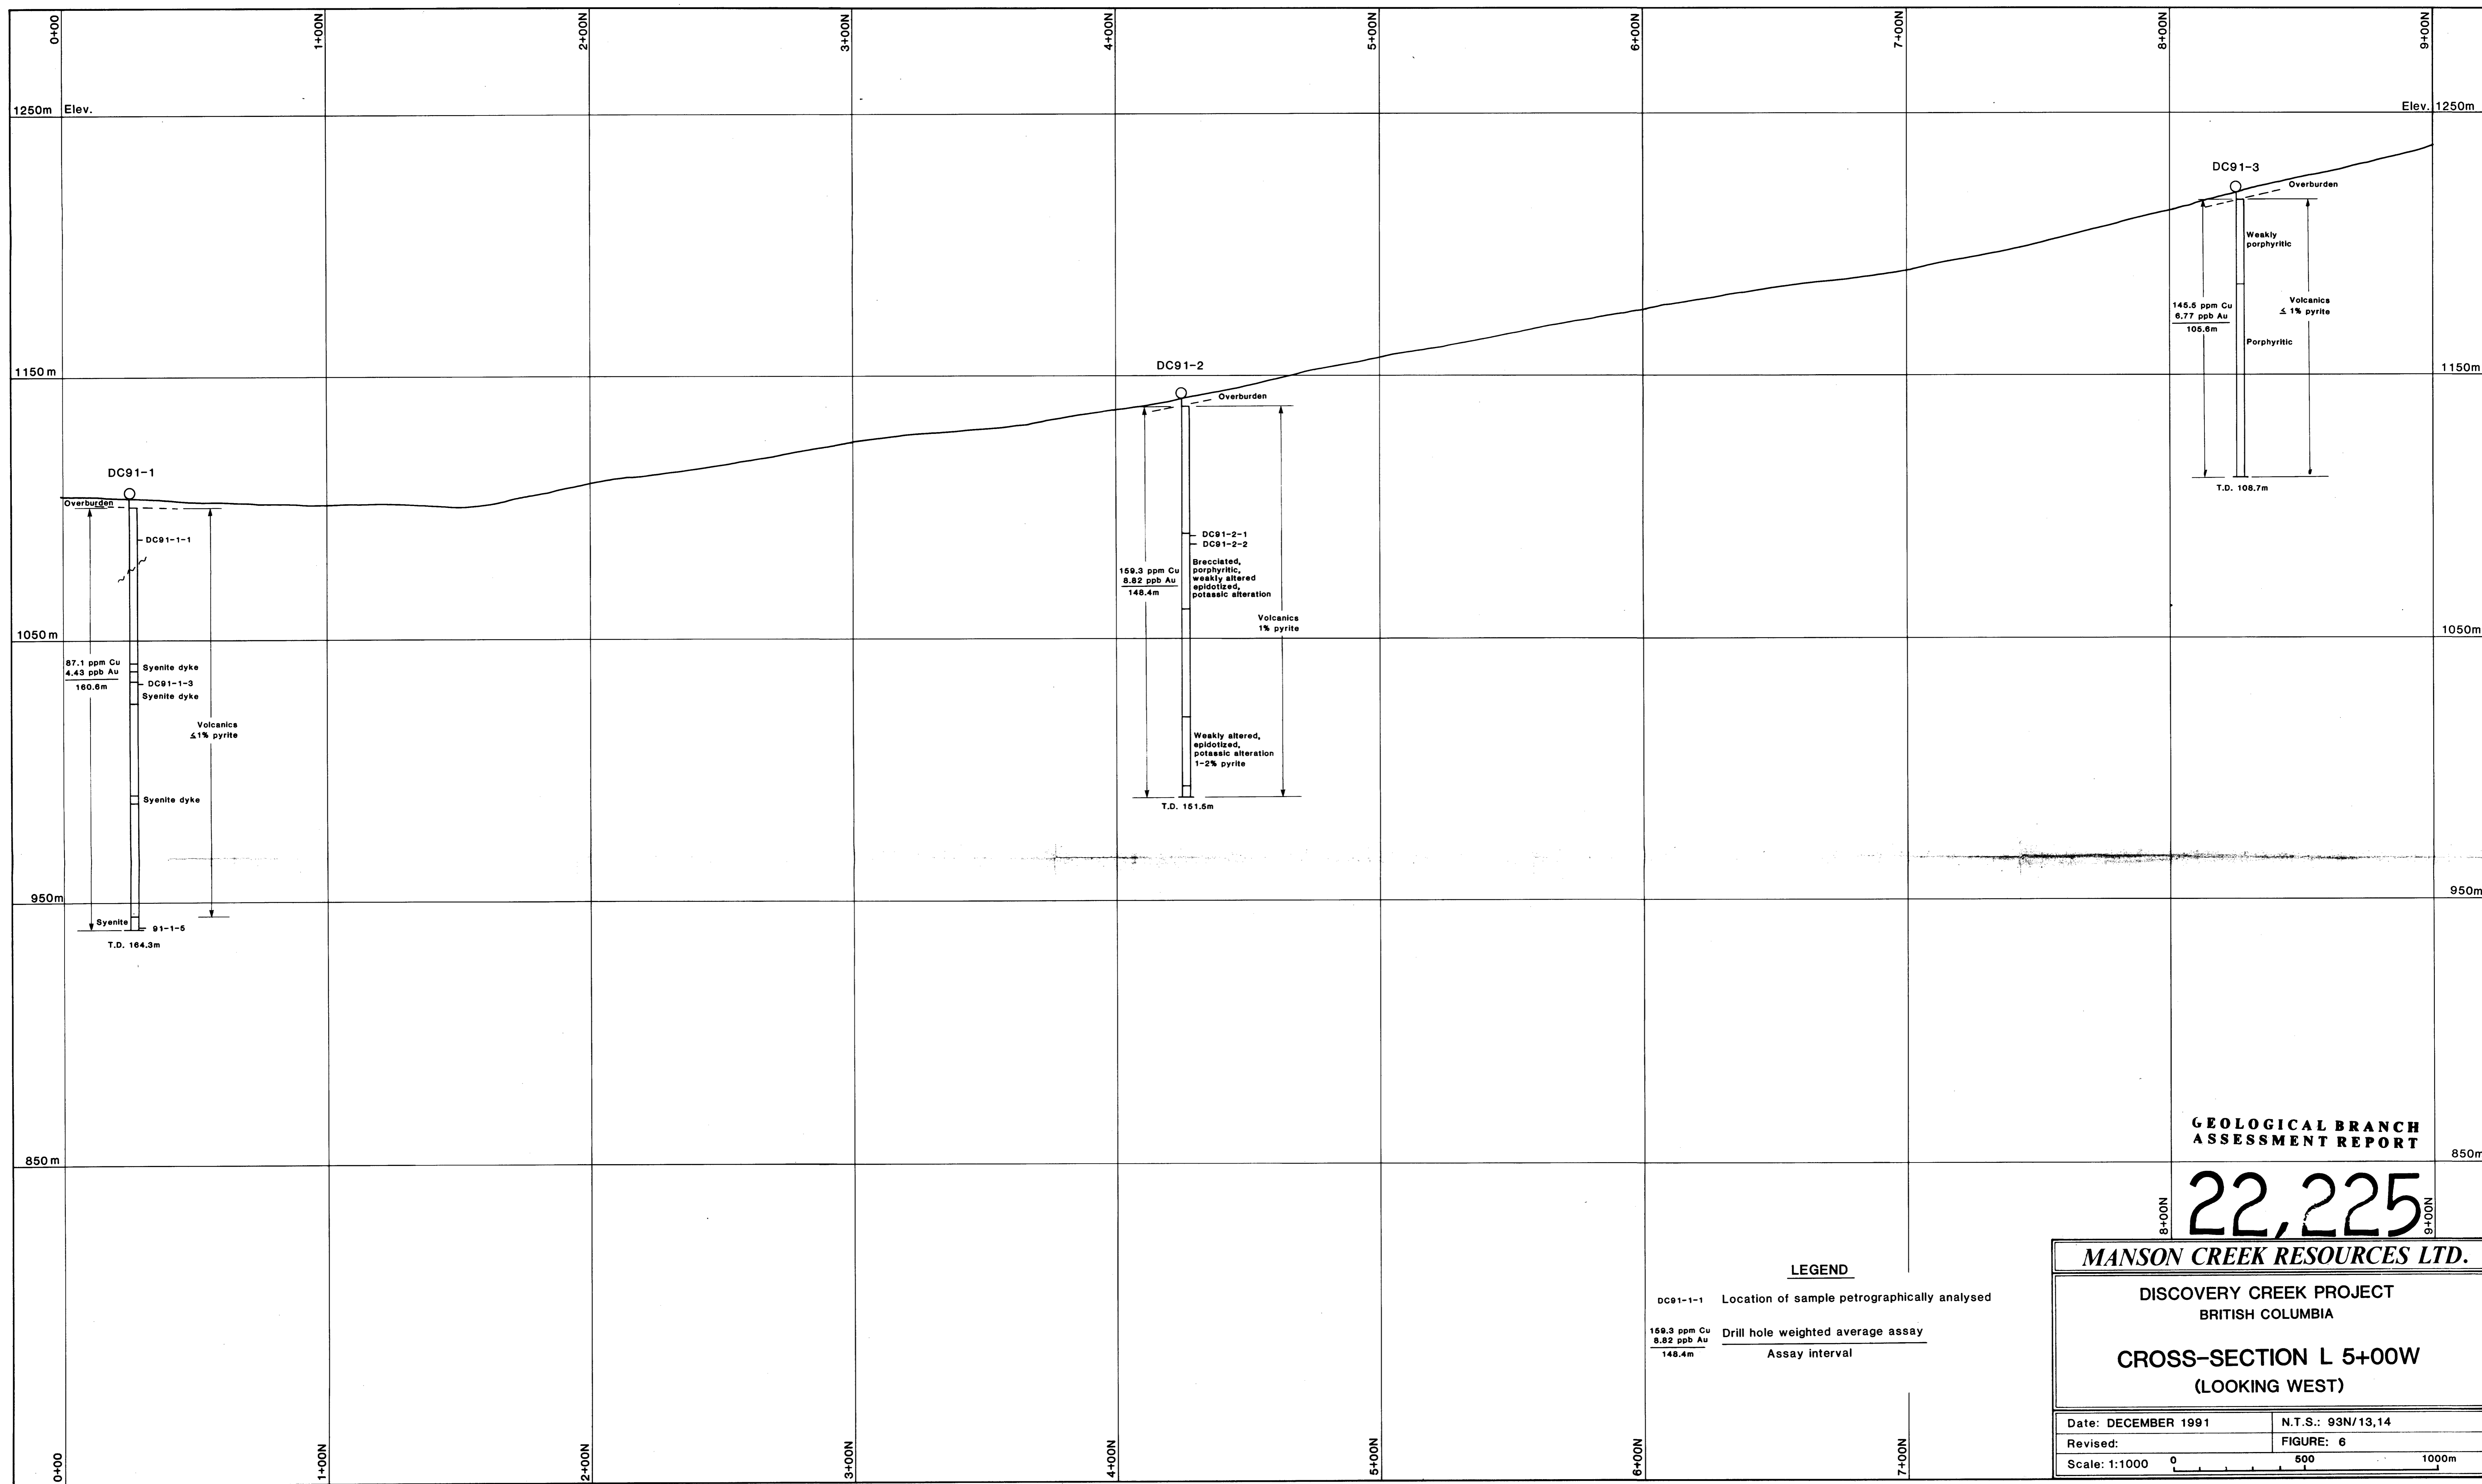 0+00
1+00N
2+00N
3+00N
4+00N
5+00N
6+00N
7+00N
8+00N
9+00N
1250m Elev.
Elev. 1250m
DC91-3
Overburden
Weakly
porphyritic
145.5 ppm Cu
6.77 ppb Au
105.6m
Volcanics
≤ 1% pyrite
Porphyritic
T.D. 108.7m
1150m
1150m
DC91-2
Overburden
DC91-2-1
DC91-2-2
159.3 ppm Cu
8.82 ppb Au
148.4m
Brecciated,
porphyritic,
weakly altered
epidotized,
potassic alteration
Volcanics
1% pyrite
Weakly altered,
epidotized,
potassic alteration
1-2% pyrite
T.D. 151.5m
DC91-1
Overburden
DC91-1-1
1050m
1050m
87.1 ppm Cu
4.43 ppb Au
160.6m
Syenite dyke
DC91-1-3
Syenite dyke
Volcanics
≤1% pyrite
Syenite dyke
950m
950m
Syenite
91-1-5
T.D. 164.3m
850m
850m
GEOLOGICAL BRANCH
ASSESSMENT REPORT
22,225
8+00N
9+00N
LEGEND
DC91-1-1 Location of sample petrographically analysed
159.3 ppm Cu
8.82 ppb Au
148.4m
Drill hole weighted average assay
Assay interval
MANSON CREEK RESOURCES LTD.
DISCOVERY CREEK PROJECT
BRITISH COLUMBIA
CROSS-SECTION L 5+00W
(LOOKING WEST)
Date: DECEMBER 1991
N.T.S.: 93N/13,14
Revised:
FIGURE: 6
Scale: 1:1000
0 500 1000m
0+00
1+00N
2+00N
3+00N
4+00N
5+00N
6+00N
7+00N